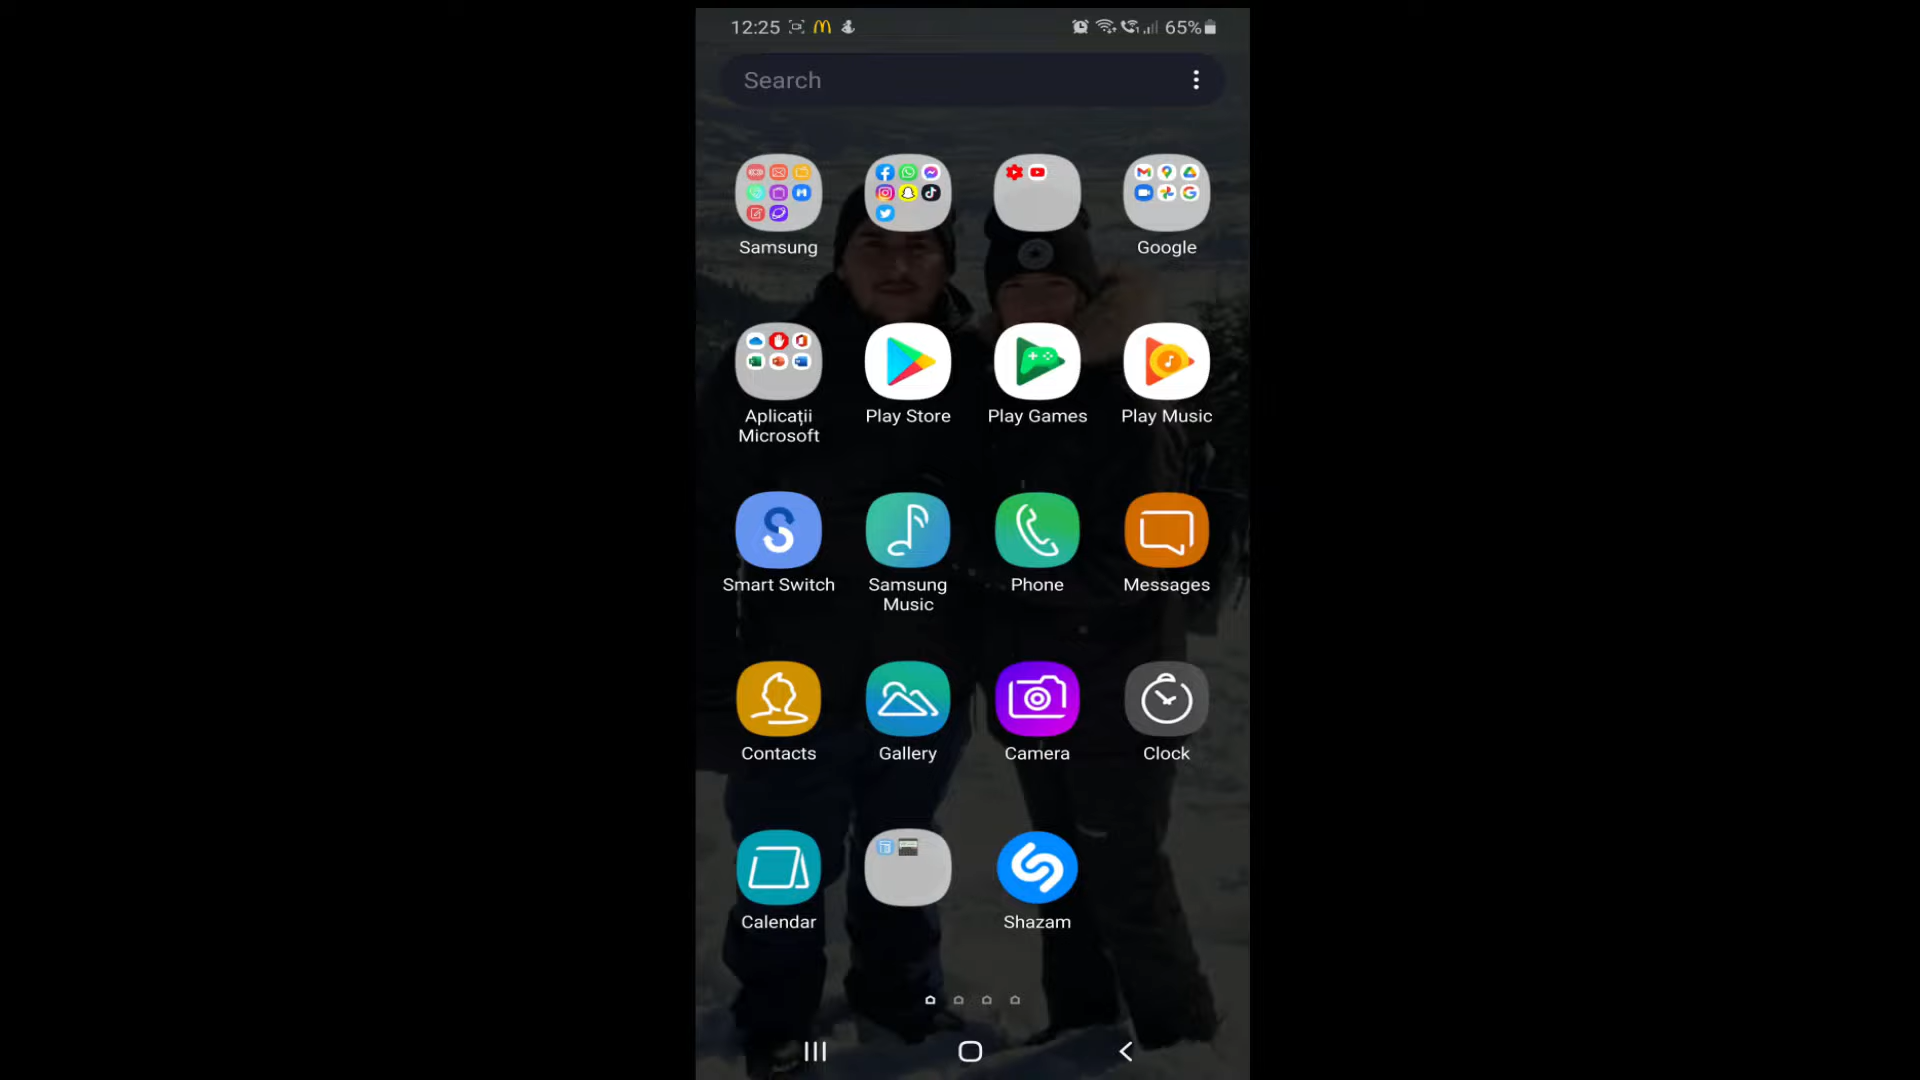 12:25
65%
Search
Samsung
Google
Aplicații
Microsoft
Play Store
Play Games
Play Music
Smart Switch
Samsung
Music
Phone
Messages
Contacts
Gallery
Camera
Clock
Calendar
Shazam